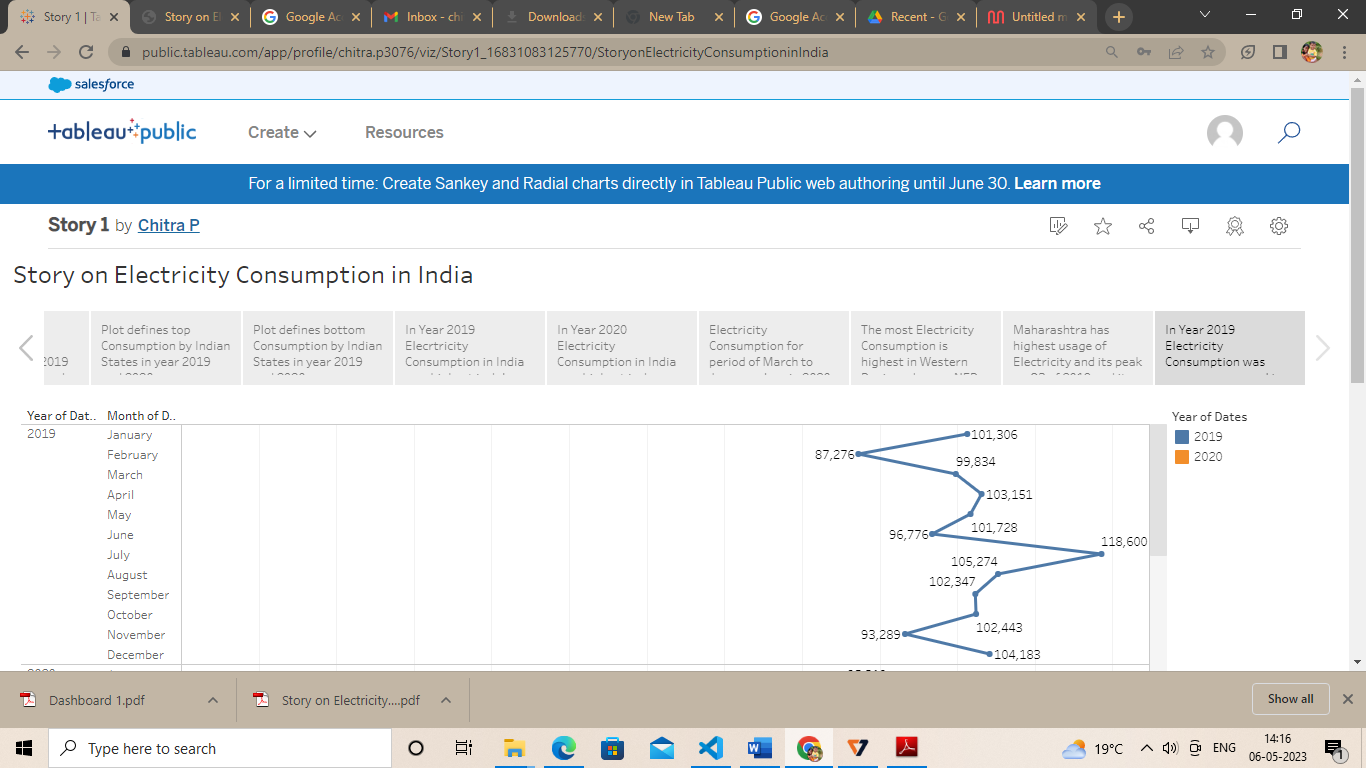 Story 1 | Ta
Story on El
Google Ac
Inbox - chi
Download
New Tab
Google Ac
Recent - G
Untitled m
public.tableau.com/app/profile/chitra.p3076/viz/Story1_16831083125770/StoryonElectricityConsumptioninIndia
salesforce
+ableau+public
Create
Resources
For a limited time: Create Sankey and Radial charts directly in Tableau Public web authoring until June 30. Learn more
Story 1 by Chitra P
Story on Electricity Consumption in India
2019
Plot defines top
Consumption by Indian
States in year 2019
Plot defines bottom
Consumption by Indian
States in year 2019
In Year 2019
Elecrtricity
Consumption in India
In Year 2020
Electricity
Consumption in India
Electricity
Consumption for
period of March to
The most Electricity
Consumption is
highest in Western
Maharashtra has
highest usage of
Electricity and its peak
In Year 2019
Electricity
Consumption was
Year of Dat.. Month of D..
Year of Dates
2019
2020
2019
January 101,306
February 87,276
March 99,834
April 103,151
May 101,728
June 96,776
July 118,600
August 105,274
September 102,347
October 102,443
November 93,289
December 104,183
Dashboard 1.pdf
Story on Electricity....pdf
Show all
Type here to search
19°C
ENG
14:16
06-05-2023
1